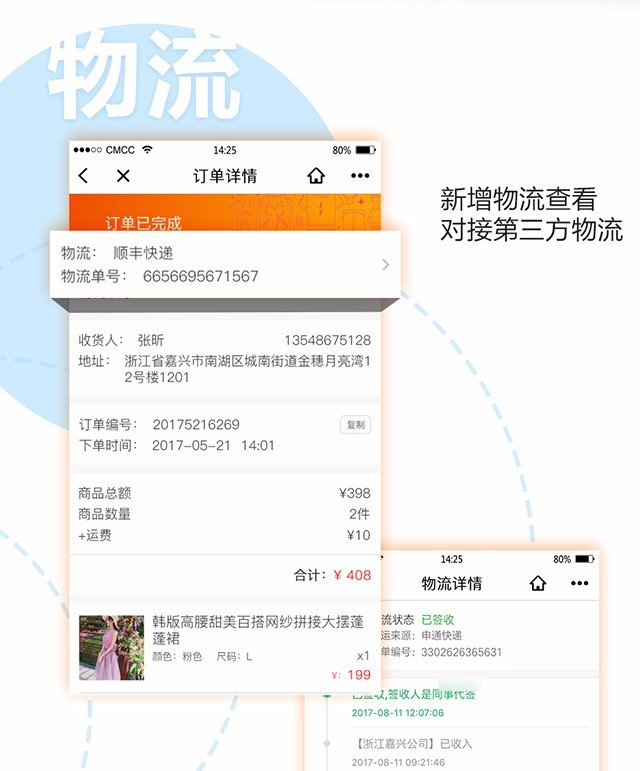 物流
新增物流查看
对接第三方物流
●●●○○ CMCC 14:25 80%
订单详情
订单已完成
物流： 顺丰快递
物流单号： 6656695671567
收货人： 张昕 13548675128
地址： 浙江省嘉兴市南湖区城南街道金穗月亮湾1
2号楼1201
订单编号： 20175216269 复制
下单时间： 2017-05-21 14:01
商品总额 ¥398
商品数量 2件
+运费 ¥10
合计：¥ 408
韩版高腰甜美百搭网纱拼接大摆蓬
蓬裙
颜色：粉色 尺码：L x1
¥：199
14:25 80%
物流详情
流状态 已签收
运来源：申通快递
单编号：3302626365631
已签收,签收人是同事代签
2017-08-11 12:07:06
【浙江嘉兴公司】已收入
2017-08-11 09:21:46